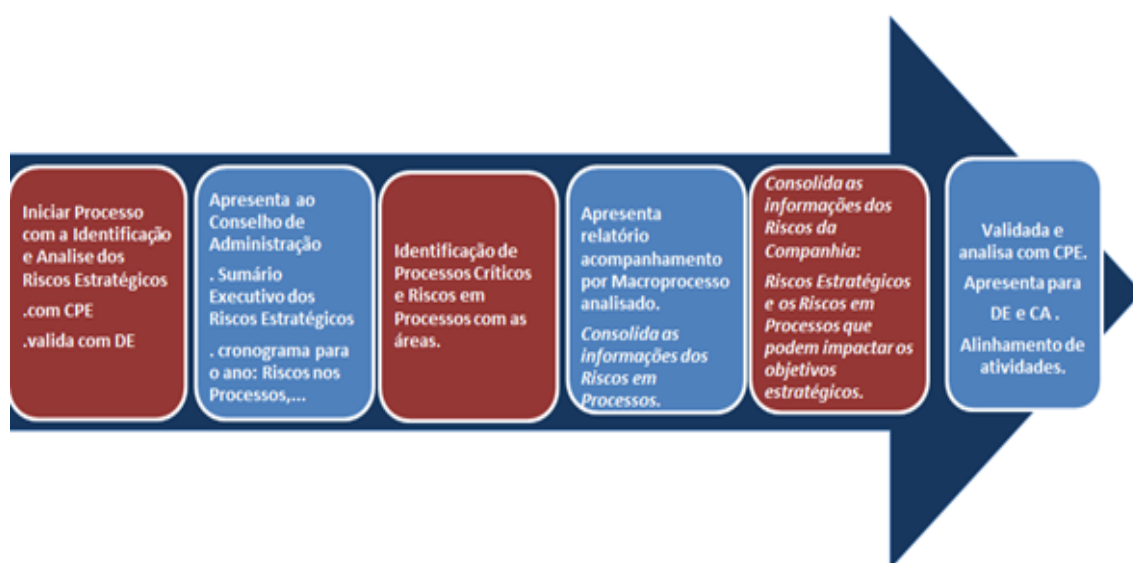 Iniciar Processo
com a Identificação
e Analise dos
Riscos Estratégicos
.com CPE
.valida com DE
Apresenta ao
Conselho de
Administração
. Sumário
Executivo dos
Riscos Estratégicos
. cronograma para
o ano: Riscos nos
Processos,...
Identificação de
Processos Críticos
e Riscos em
Processos com as
áreas.
Apresenta
relatório
acompanhamento
por Macroprocesso
analisado.
Consolida as
informações dos
Riscos em
Processos.
Consolida as
informações dos
Riscos da
Companhia:
Riscos Estratégicos
e os Riscos em
Processos que
podem impactar os
objetivos
estratégicos.
Validada e
analisa com CPE.
Apresenta para
DE e CA .
Alinhamento de
atividades.